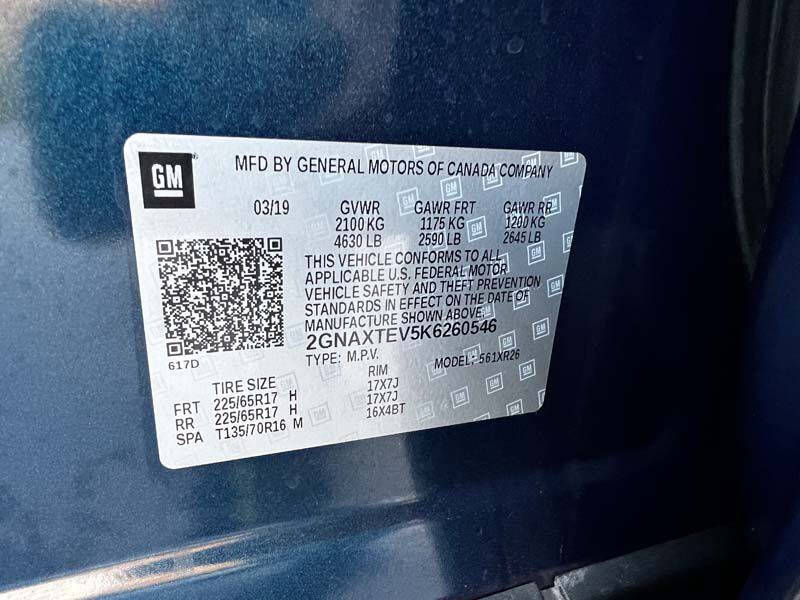 GM
MFD BY GENERAL MOTORS OF CANADA COMPANY
03/19 GVWR GAWR FRT GAWR RR
2100 KG 1175 KG 1200 KG
4630 LB 2590 LB 2645 LB
THIS VEHICLE CONFORMS TO ALL
APPLICABLE U.S. FEDERAL MOTOR
VEHICLE SAFETY AND THEFT PREVENTION
STANDARDS IN EFFECT ON THE DATE OF
MANUFACTURE SHOWN ABOVE.
2GNAXTEV5K6260546
617D TYPE: M.P.V. MODEL: 561XR26
TIRE SIZE RIM
FRT 225/65R17 H 17X7J
RR 225/65R17 H 17X7J
SPA T135/70R16 M 16X4BT